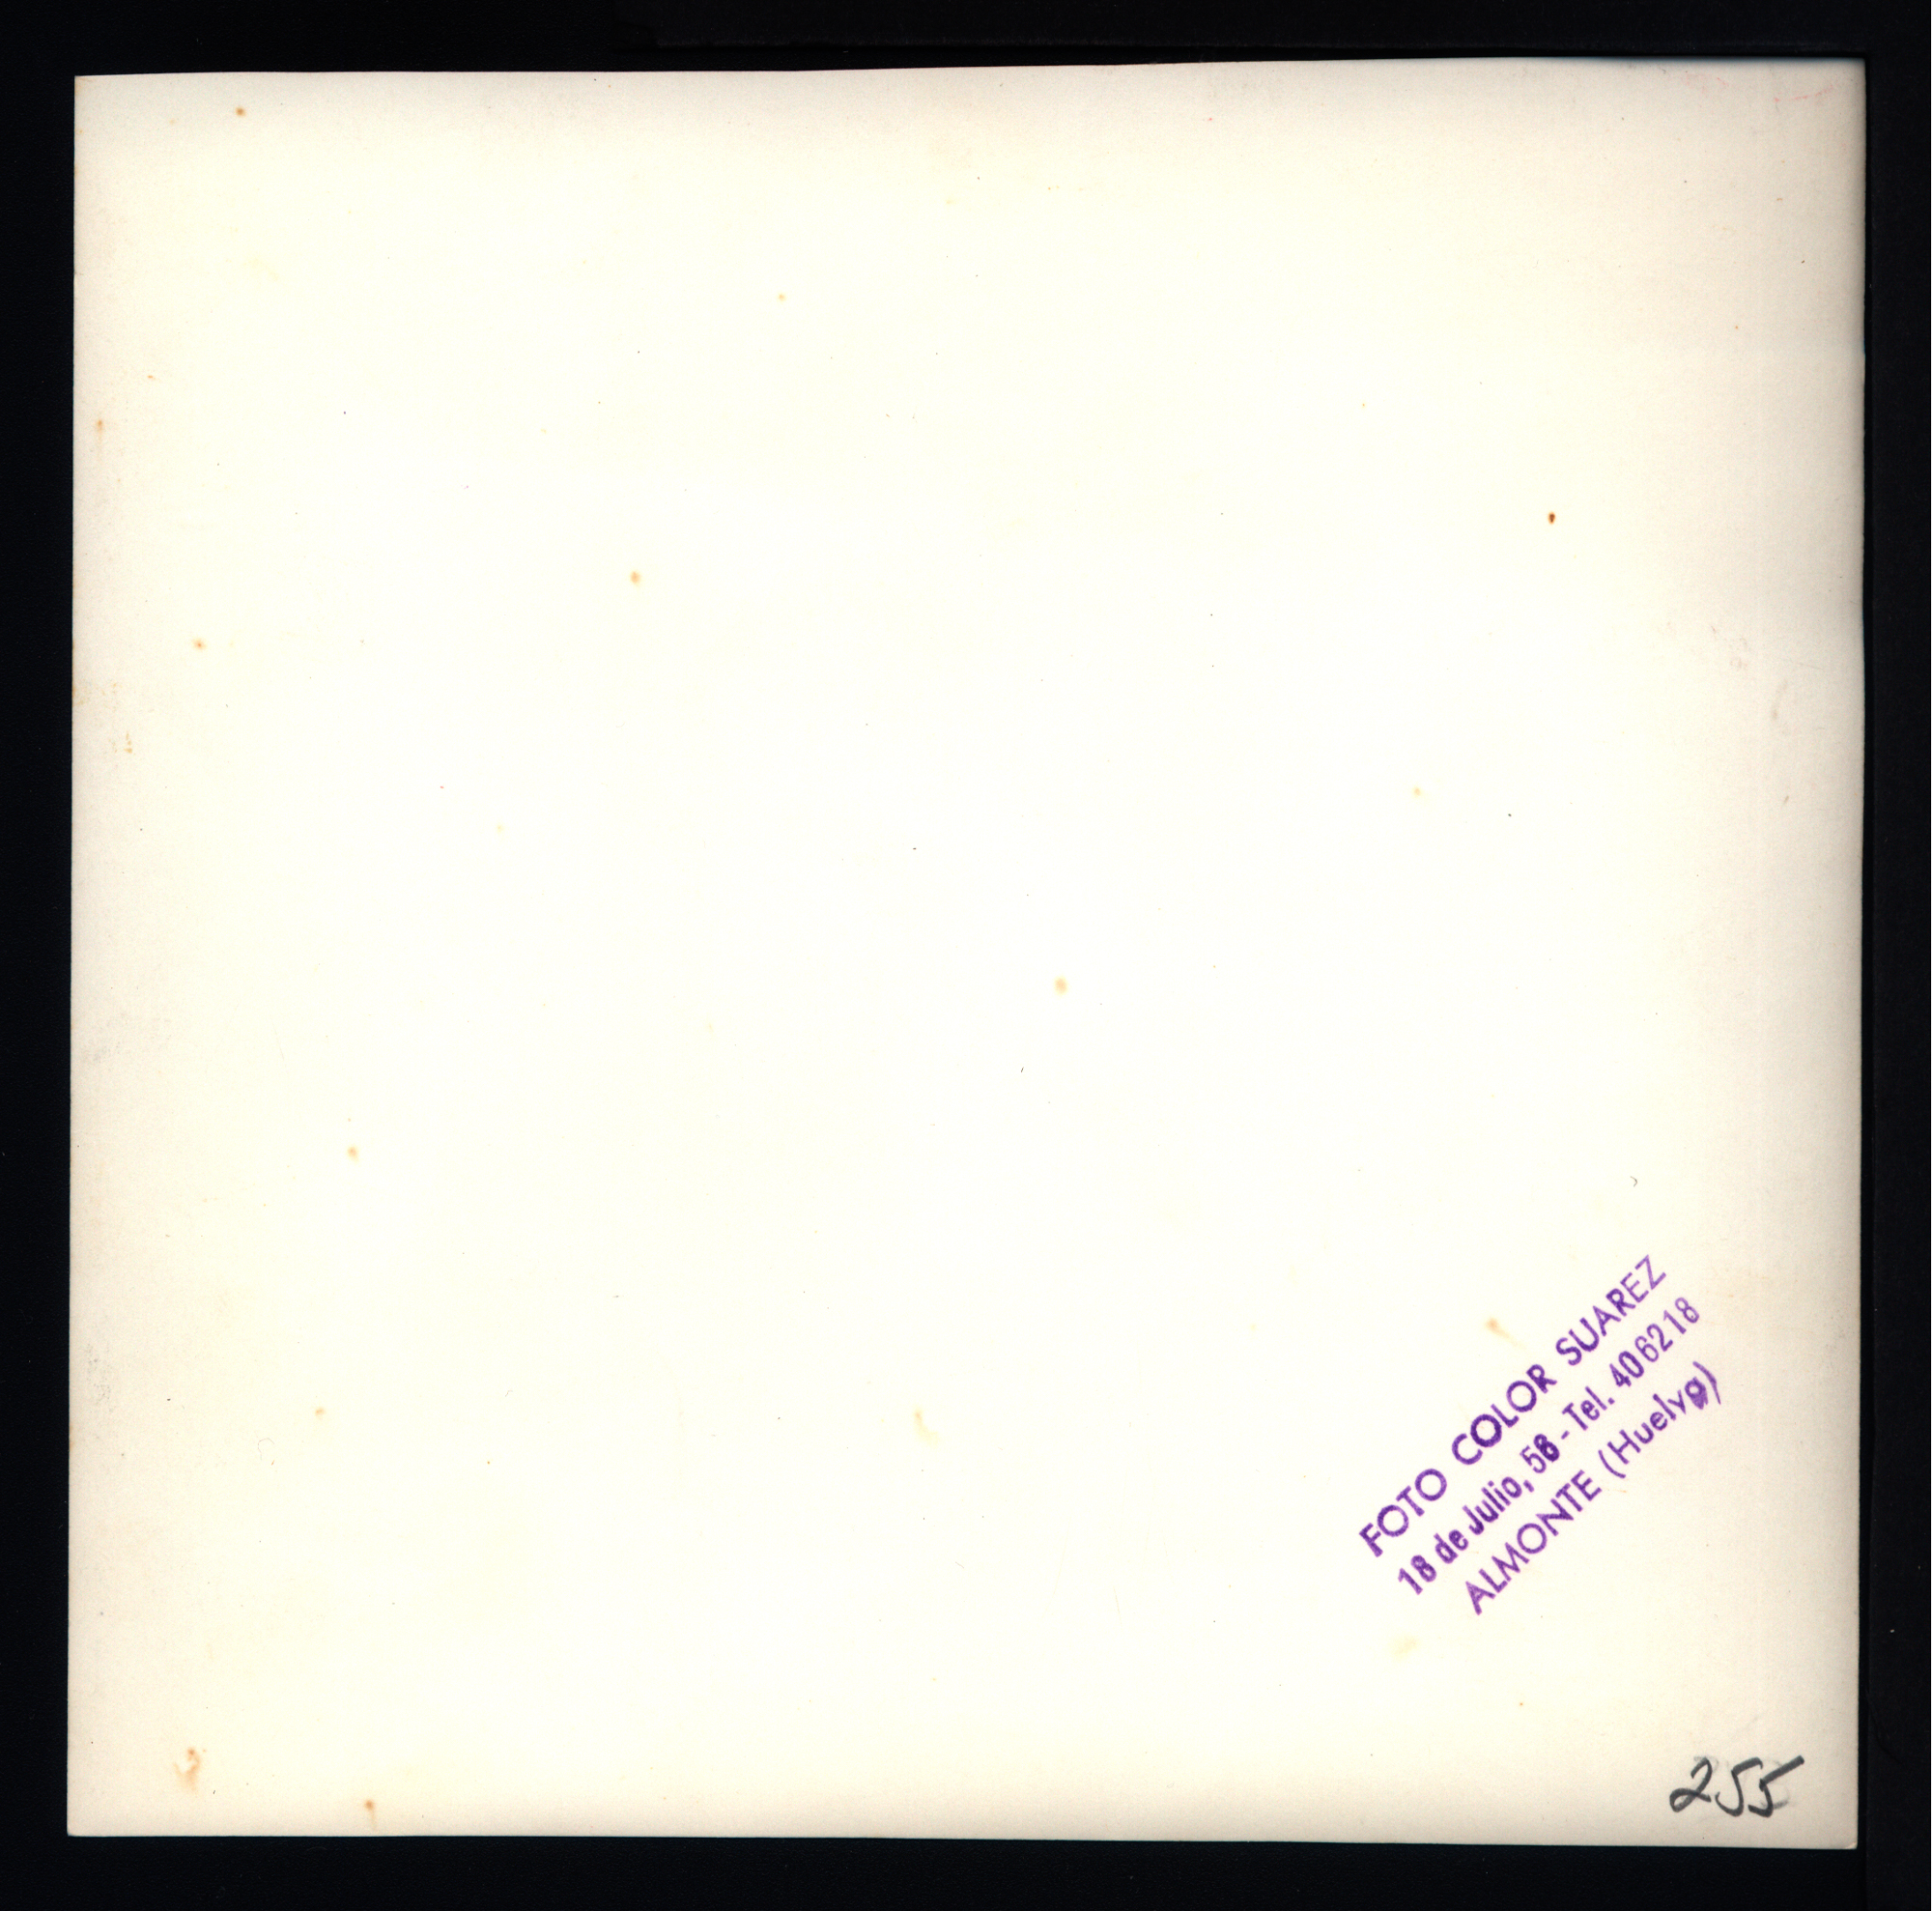 FOTO COLOR SUAREZ
18 de Julio, 58 - Tel. 406218
ALMONTE (Huelva)
255